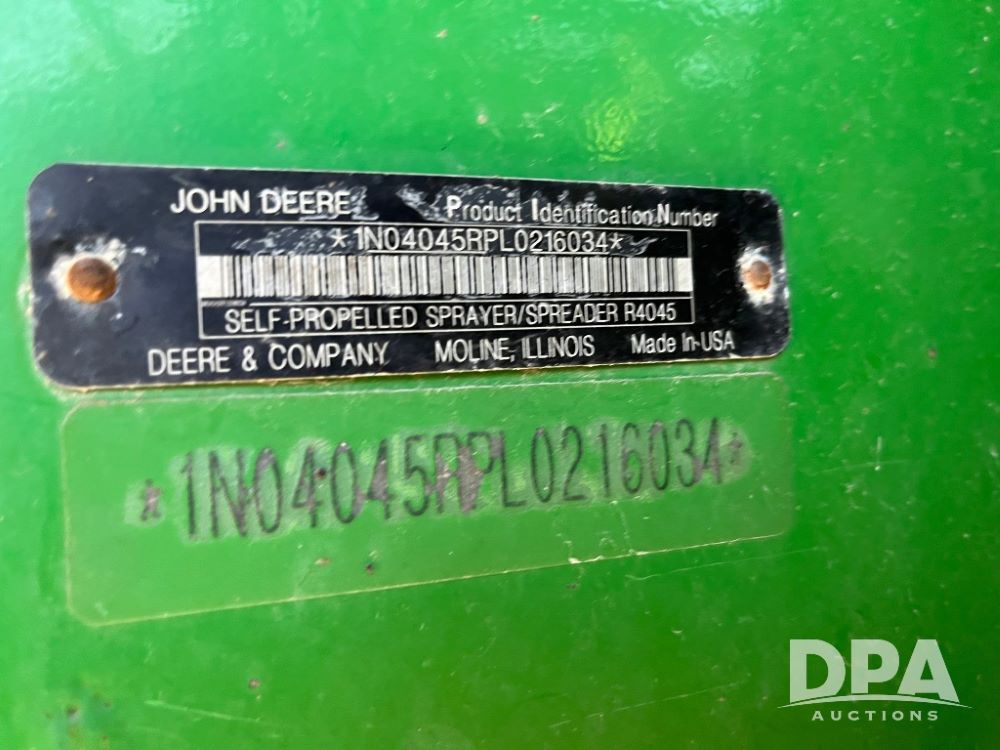 JOHN DEERE Product Identification Number
*1N04045RPL0216034*
SELF-PROPELLED SPRAYER/SPREADER R4045
DEERE & COMPANY MOLINE, ILLINOIS Made In USA
*1N04045RPL0216034*
DPA
AUCTIONS